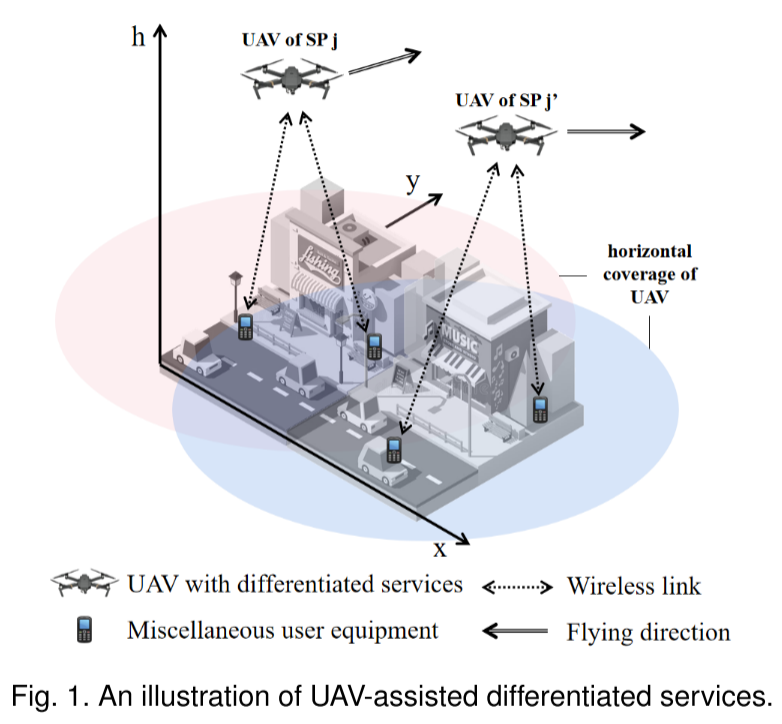 h
UAV of SP j
UAV of SP j’
y
fishing
horizontal
coverage of
UAV
MUSIC
x
UAV with differentiated services
Wireless link
Miscellaneous user equipment
Flying direction
Fig. 1. An illustration of UAV-assisted differentiated services.